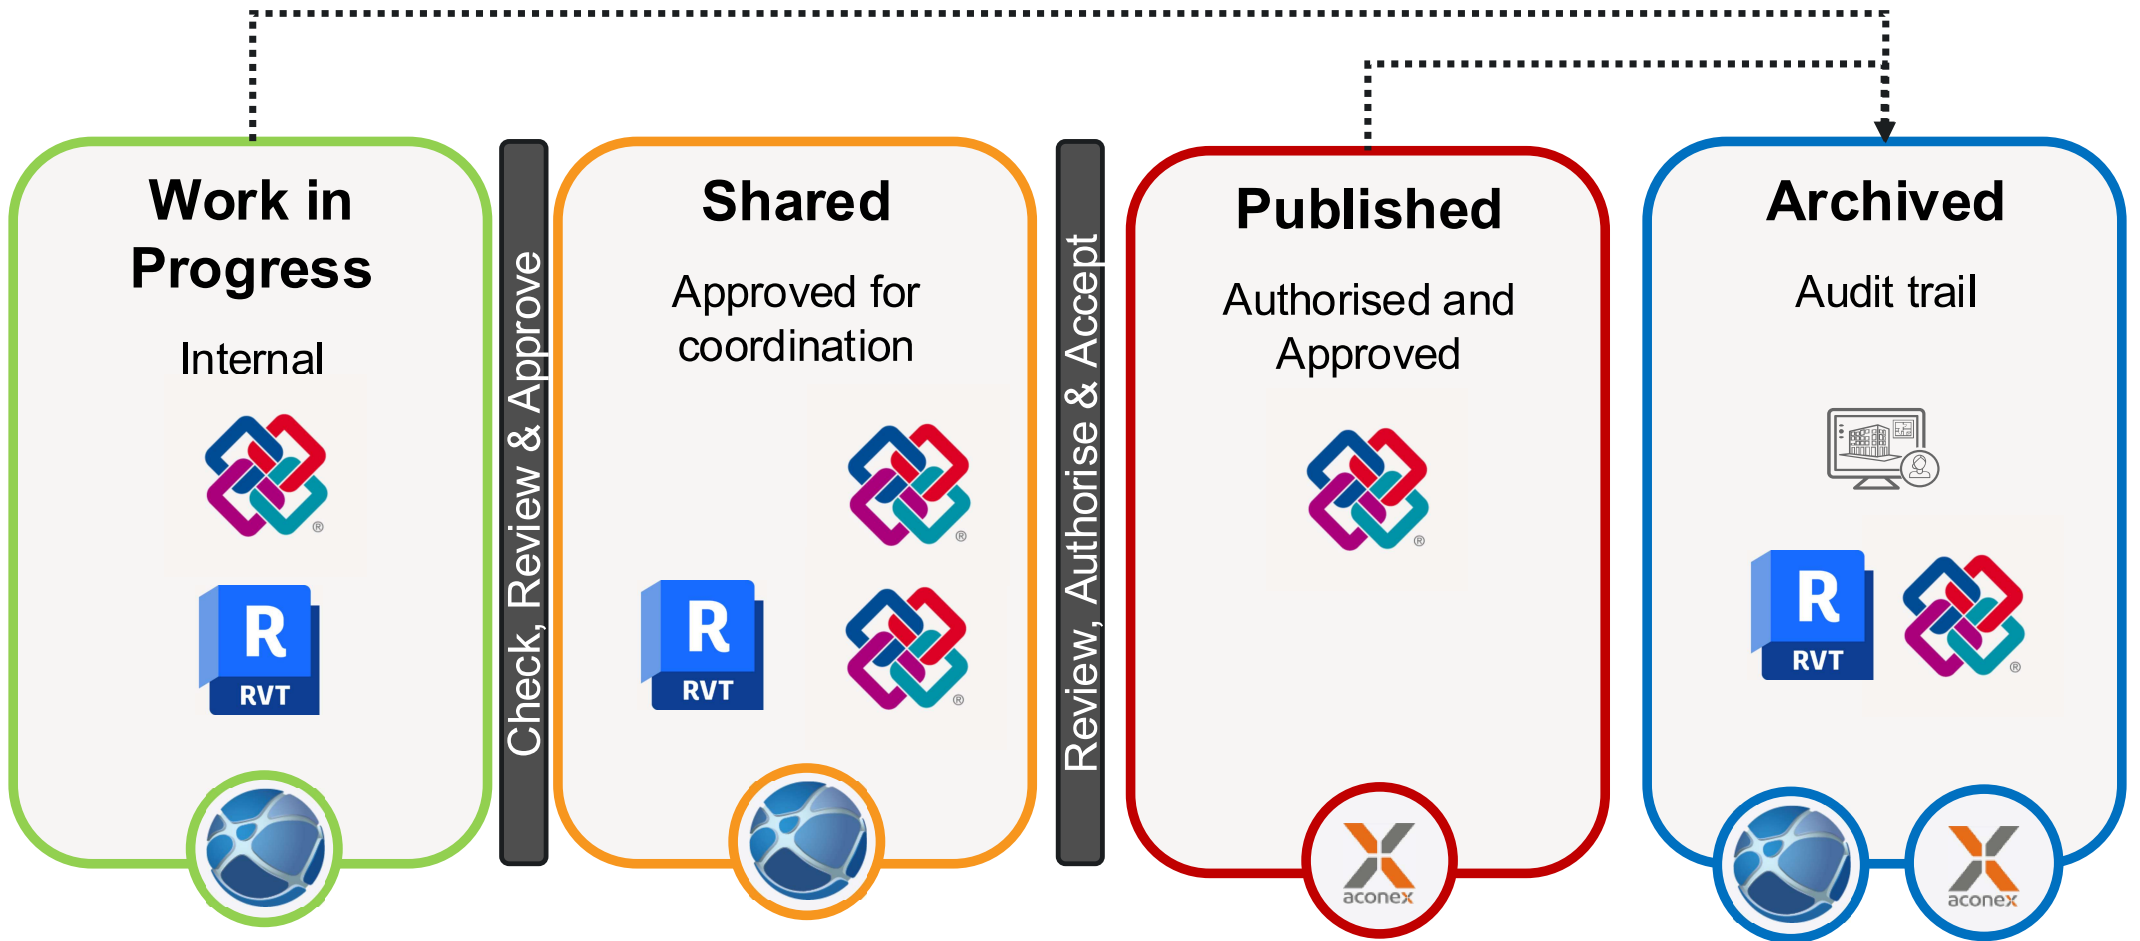 Work in
Progress
Internal
®
R
RVT
Check, Review & Approve
Shared
Approved for
coordination
®
R
RVT
®
Review, Authorise & Accept
Published
Authorised and
Approved
®
aconex
Archived
Audit trail
R
RVT
®
aconex